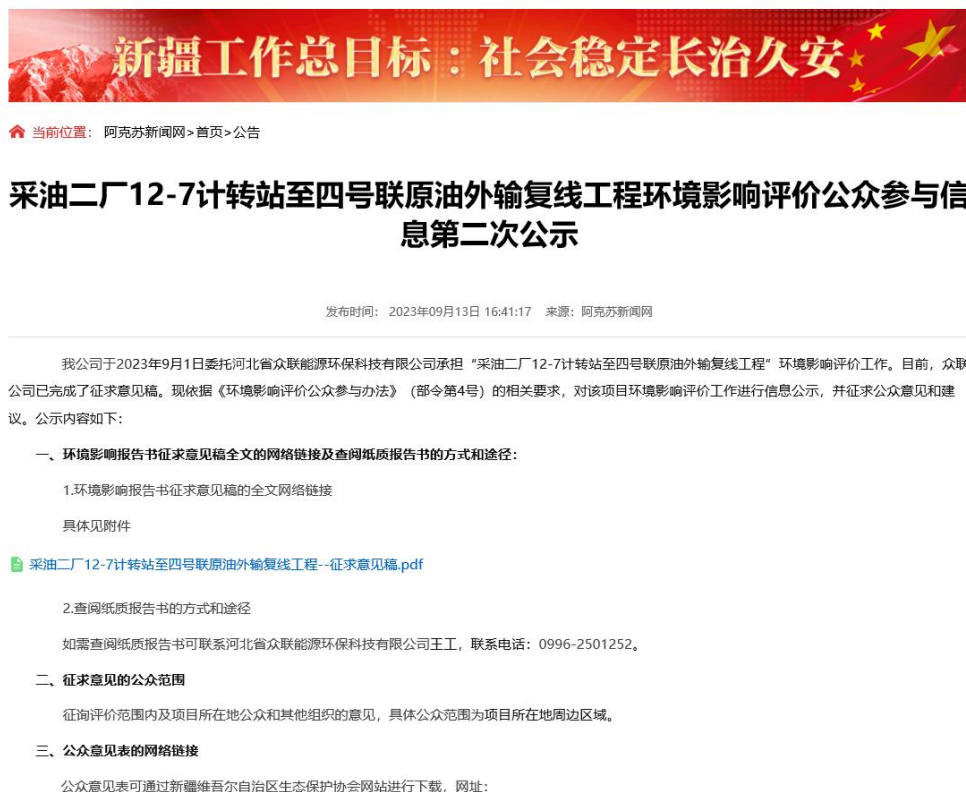 新疆工作总目标：社会稳定长治久安
当前位置： 阿克苏新闻网>首页>公告
采油二厂12-7计转站至四号联原油外输复线工程环境影响评价公众参与信
息第二次公示
发布时间： 2023年09月13日 16:41:17 来源：阿克苏新闻网
我公司于2023年9月1日委托河北省众联能源环保科技有限公司承担“采油二厂12-7计转站至四号联原油外输复线工程”环境影响评价工作。目前，众联
公司已完成了征求意见稿。现依据《环境影响评价公众参与办法》（部令第4号）的相关要求，对该项目环境影响评价工作进行信息公示，并征求公众意见和建
议。公示内容如下：
一、环境影响报告书征求意见稿全文的网络链接及查阅纸质报告书的方式和途径：
1.环境影响报告书征求意见稿的全文网络链接
具体见附件
采油二厂12-7计转站至四号联原油外输复线工程--征求意见稿.pdf
2.查阅纸质报告书的方式和途径
如需查阅纸质报告书可联系河北省众联能源环保科技有限公司王工，联系电话：0996-2501252。
二、征求意见的公众范围
征询评价范围内及项目所在地公众和其他组织的意见，具体公众范围为项目所在地周边区域。
三、公众意见表的网络链接
公众意见表可通过新疆维吾尔自治区生态保护协会网站进行下载，网址：